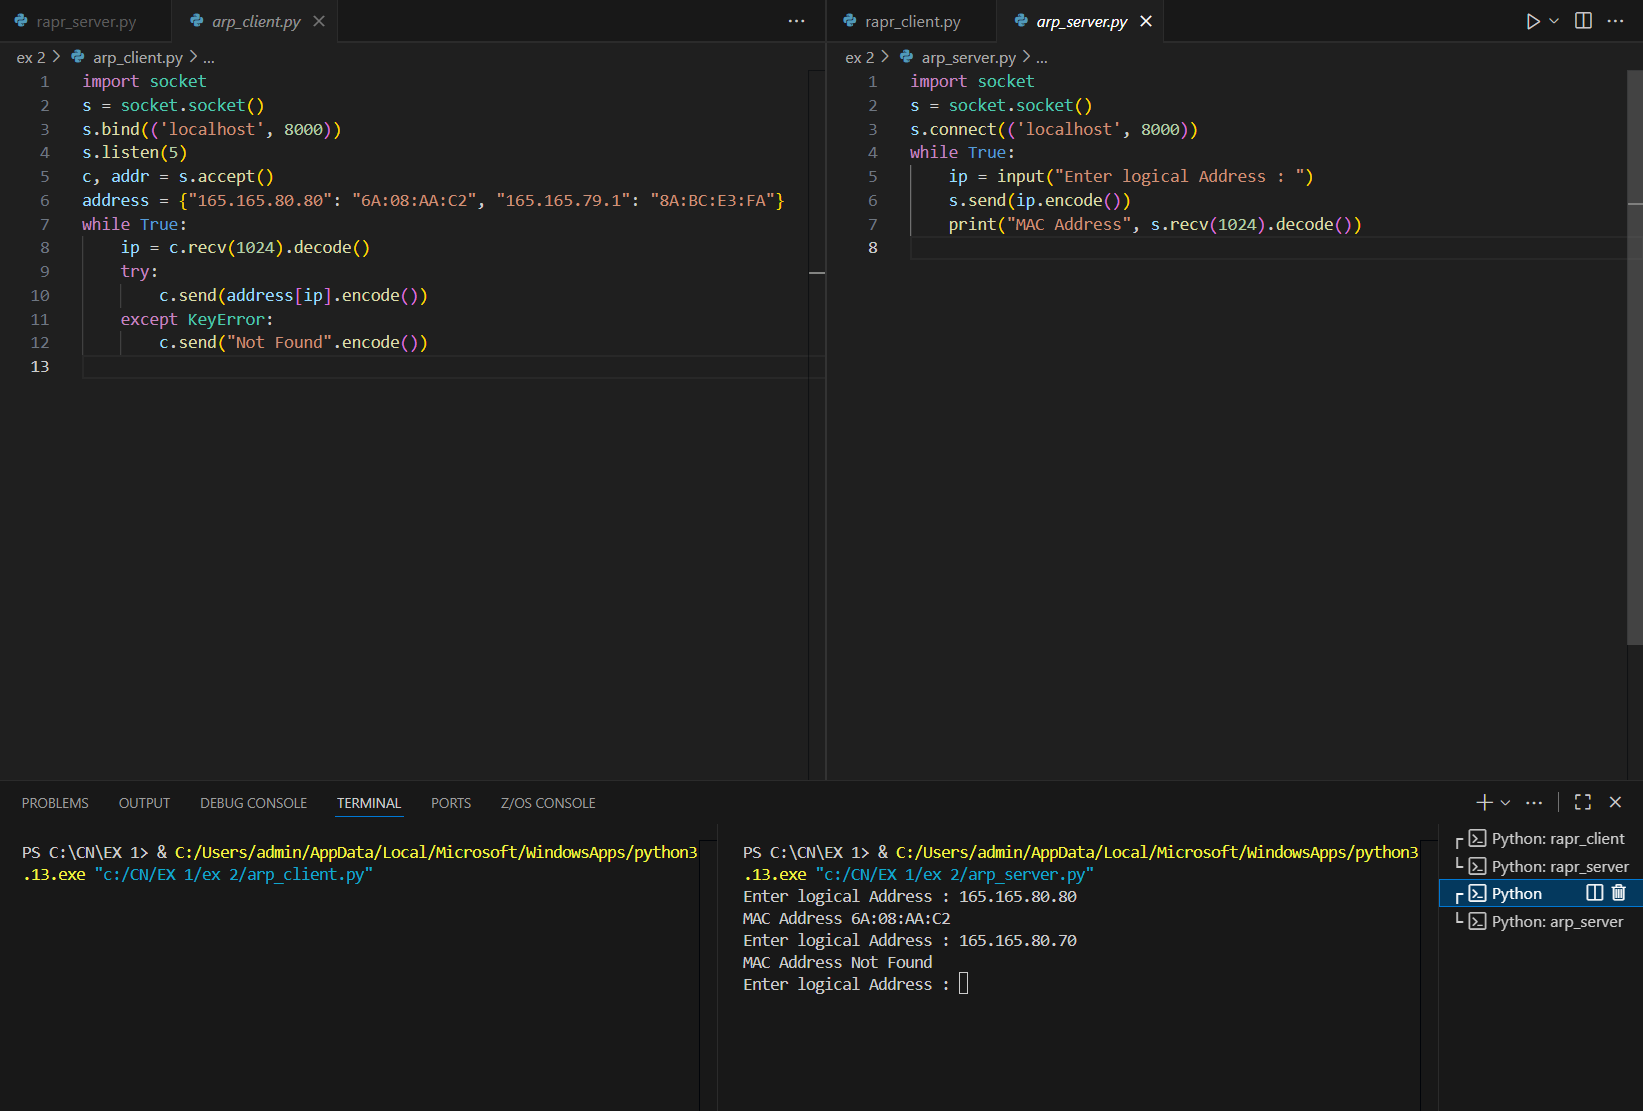 rapr_server.py
arp_client.py
ex 2 > arp_client.py > ...
1 import socket
2 s = socket.socket()
3 s.bind(('localhost', 8000))
4 s.listen(5)
5 c, addr = s.accept()
6 address = {"165.165.80.80": "6A:08:AA:C2", "165.165.79.1": "8A:BC:E3:FA"}
7 while True:
8     ip = c.recv(1024).decode()
9     try:
10         c.send(address[ip].encode())
11     except KeyError:
12         c.send("Not Found".encode())
13
rapr_client.py
arp_server.py
ex 2 > arp_server.py > ...
1 import socket
2 s = socket.socket()
3 s.connect(('localhost', 8000))
4 while True:
5     ip = input("Enter logical Address : ")
6     s.send(ip.encode())
7     print("MAC Address", s.recv(1024).decode())
8
PROBLEMS OUTPUT DEBUG CONSOLE TERMINAL PORTS Z/OS CONSOLE
PS C:\CN\EX 1> & C:/Users/admin/AppData/Local/Microsoft/WindowsApps/python3
.13.exe "c:/CN/EX 1/ex 2/arp_client.py"
PS C:\CN\EX 1> & C:/Users/admin/AppData/Local/Microsoft/WindowsApps/python3
.13.exe "c:/CN/EX 1/ex 2/arp_server.py"
Enter logical Address : 165.165.80.80
MAC Address 6A:08:AA:C2
Enter logical Address : 165.165.80.70
MAC Address Not Found
Enter logical Address :
Python: rapr_client
Python: rapr_server
Python
Python: arp_server